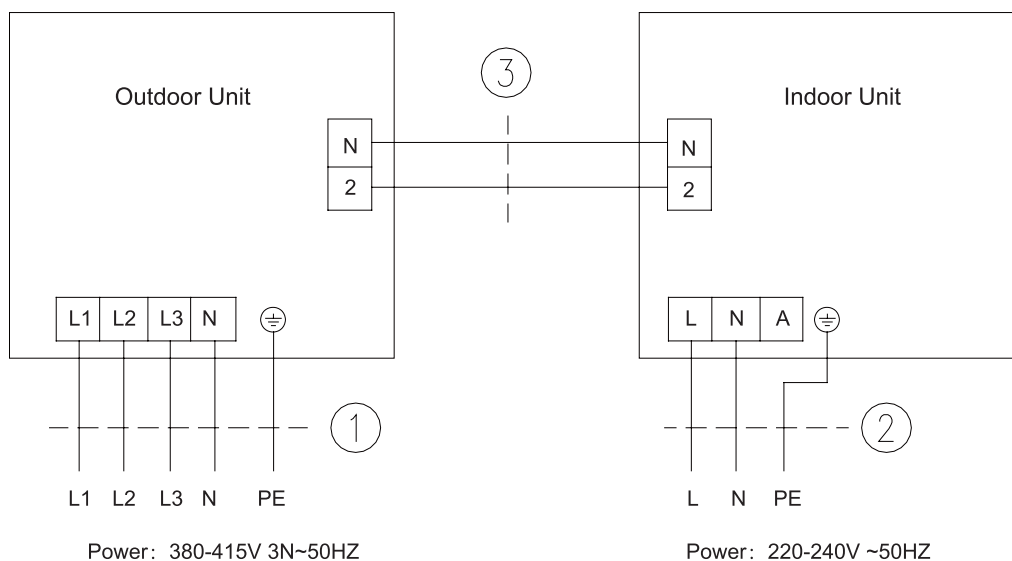 Outdoor Unit
3
Indoor Unit
N
2
N
2
L1 L2 L3 N
L N A
1
2
L1 L2 L3 N PE
L N PE
Power: 380-415V 3N~50HZ
Power: 220-240V ~50HZ